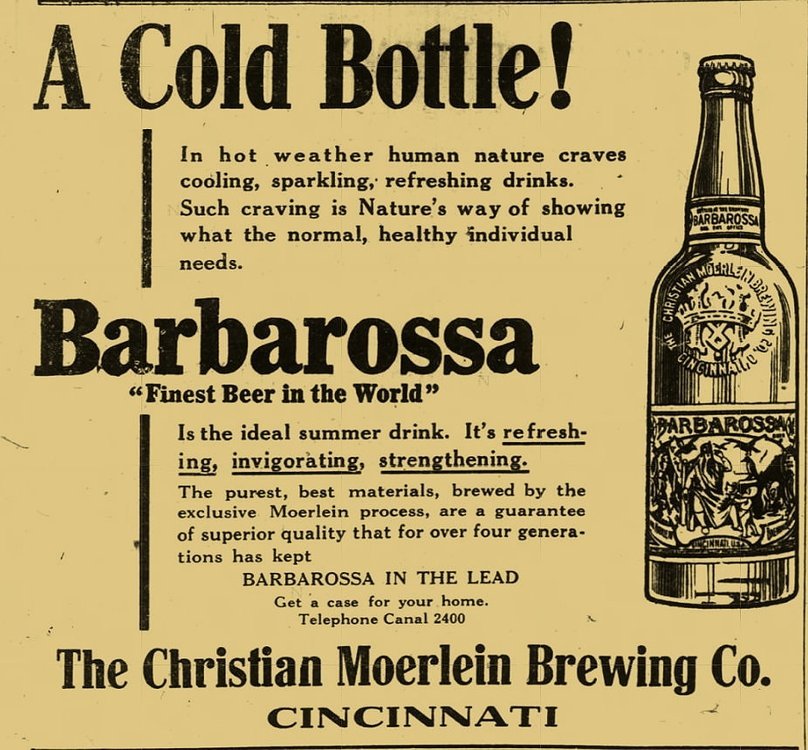 A Cold Bottle!
In hot weather human nature craves
cooling, sparkling, refreshing drinks.
Such craving is Nature's way of showing
what the normal, healthy individual
needs.
Barbarossa
"Finest Beer in the World"
Is the ideal summer drink. It's refresh-
ing, invigorating, strengthening.
The purest, best materials, brewed by the
exclusive Moerlein process, are a guarantee
of superior quality that for over four genera-
tions has kept
BARBAROSSA IN THE LEAD
Get a case for your home.
Telephone Canal 2400
The Christian Moerlein Brewing Co.
CINCINNATI
BARBAROSSA
THE CHRISTIAN MOERLEIN BREWING CO.
CINCINNATI, O.
BARBAROSSA
CINCINNATI U.S.A.